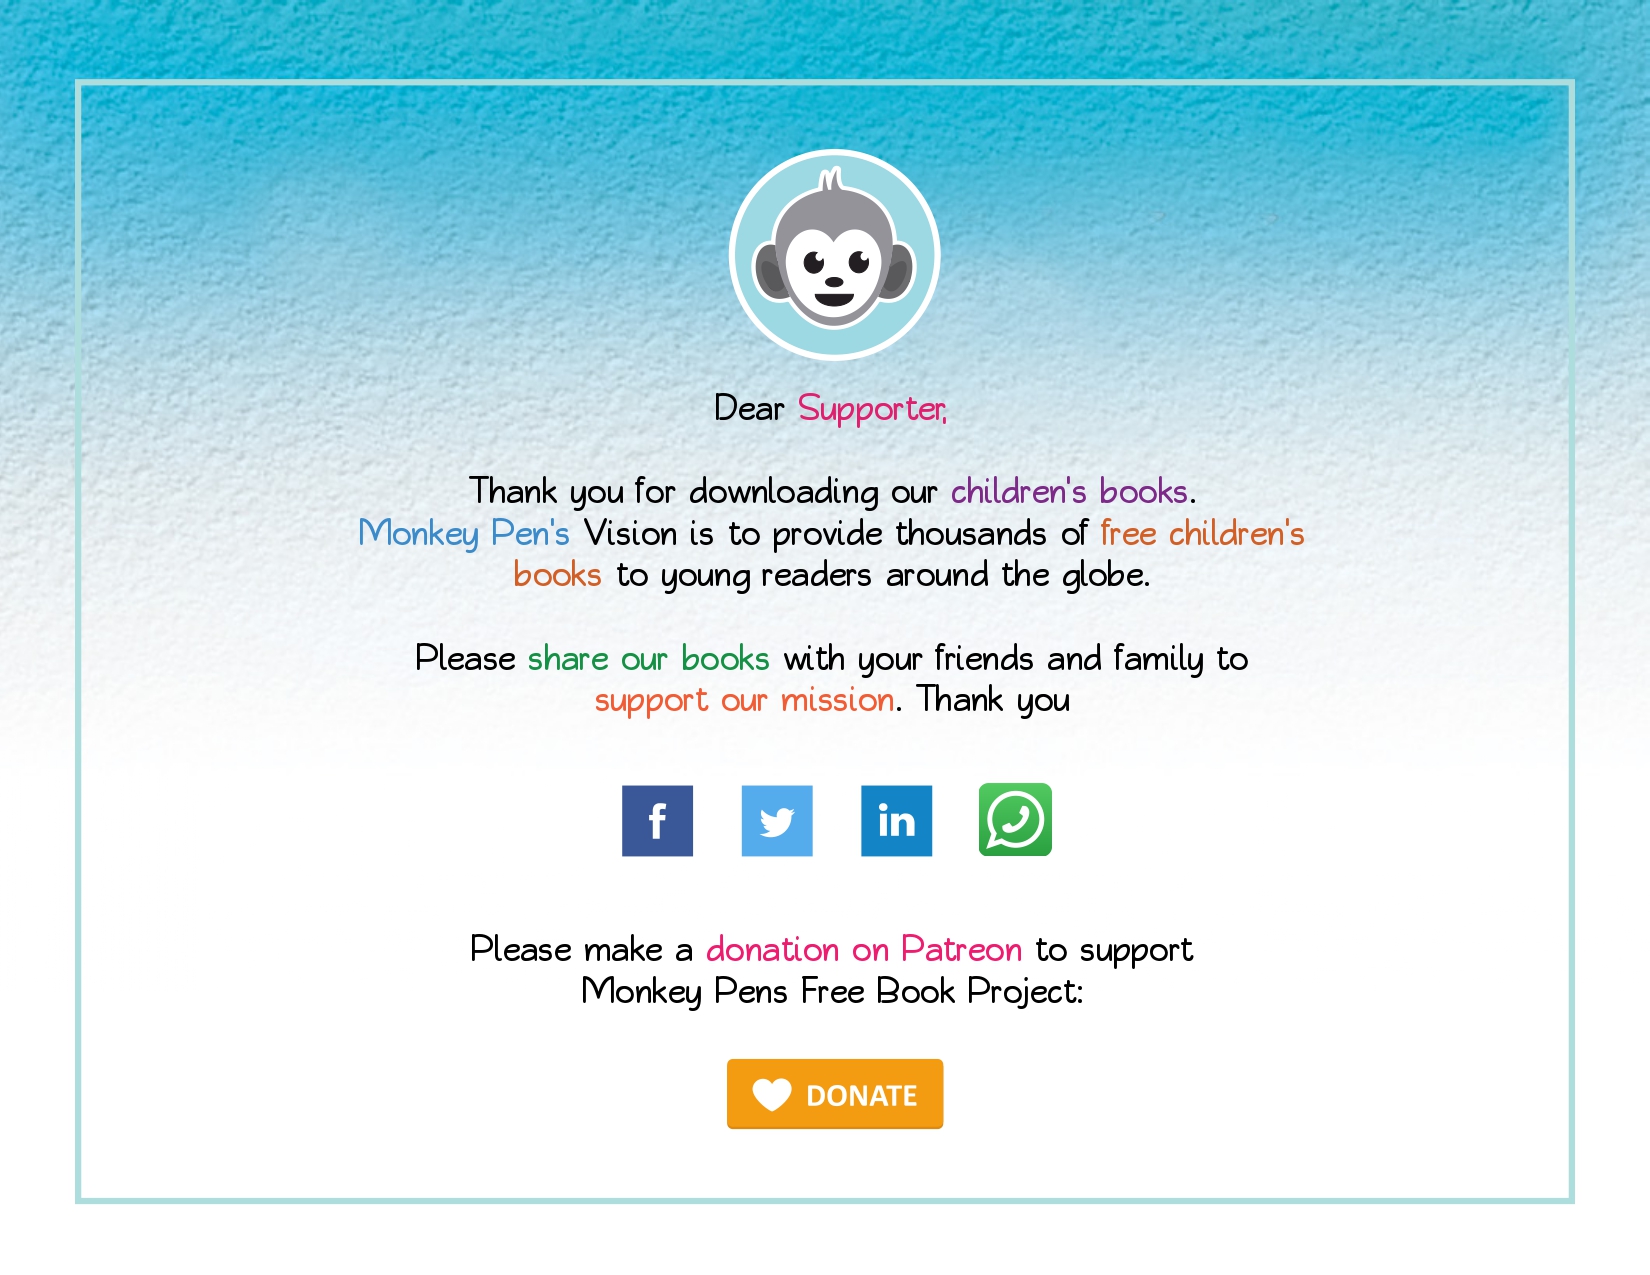 Dear Supporter,
Thank you for downloading our children's books.
Monkey Pen's Vision is to provide thousands of free children's
books to young readers around the globe.
Please share our books with your friends and family to
support our mission. Thank you
f
in
Please make a donation on Patreon to support
Monkey Pens Free Book Project:
DONATE